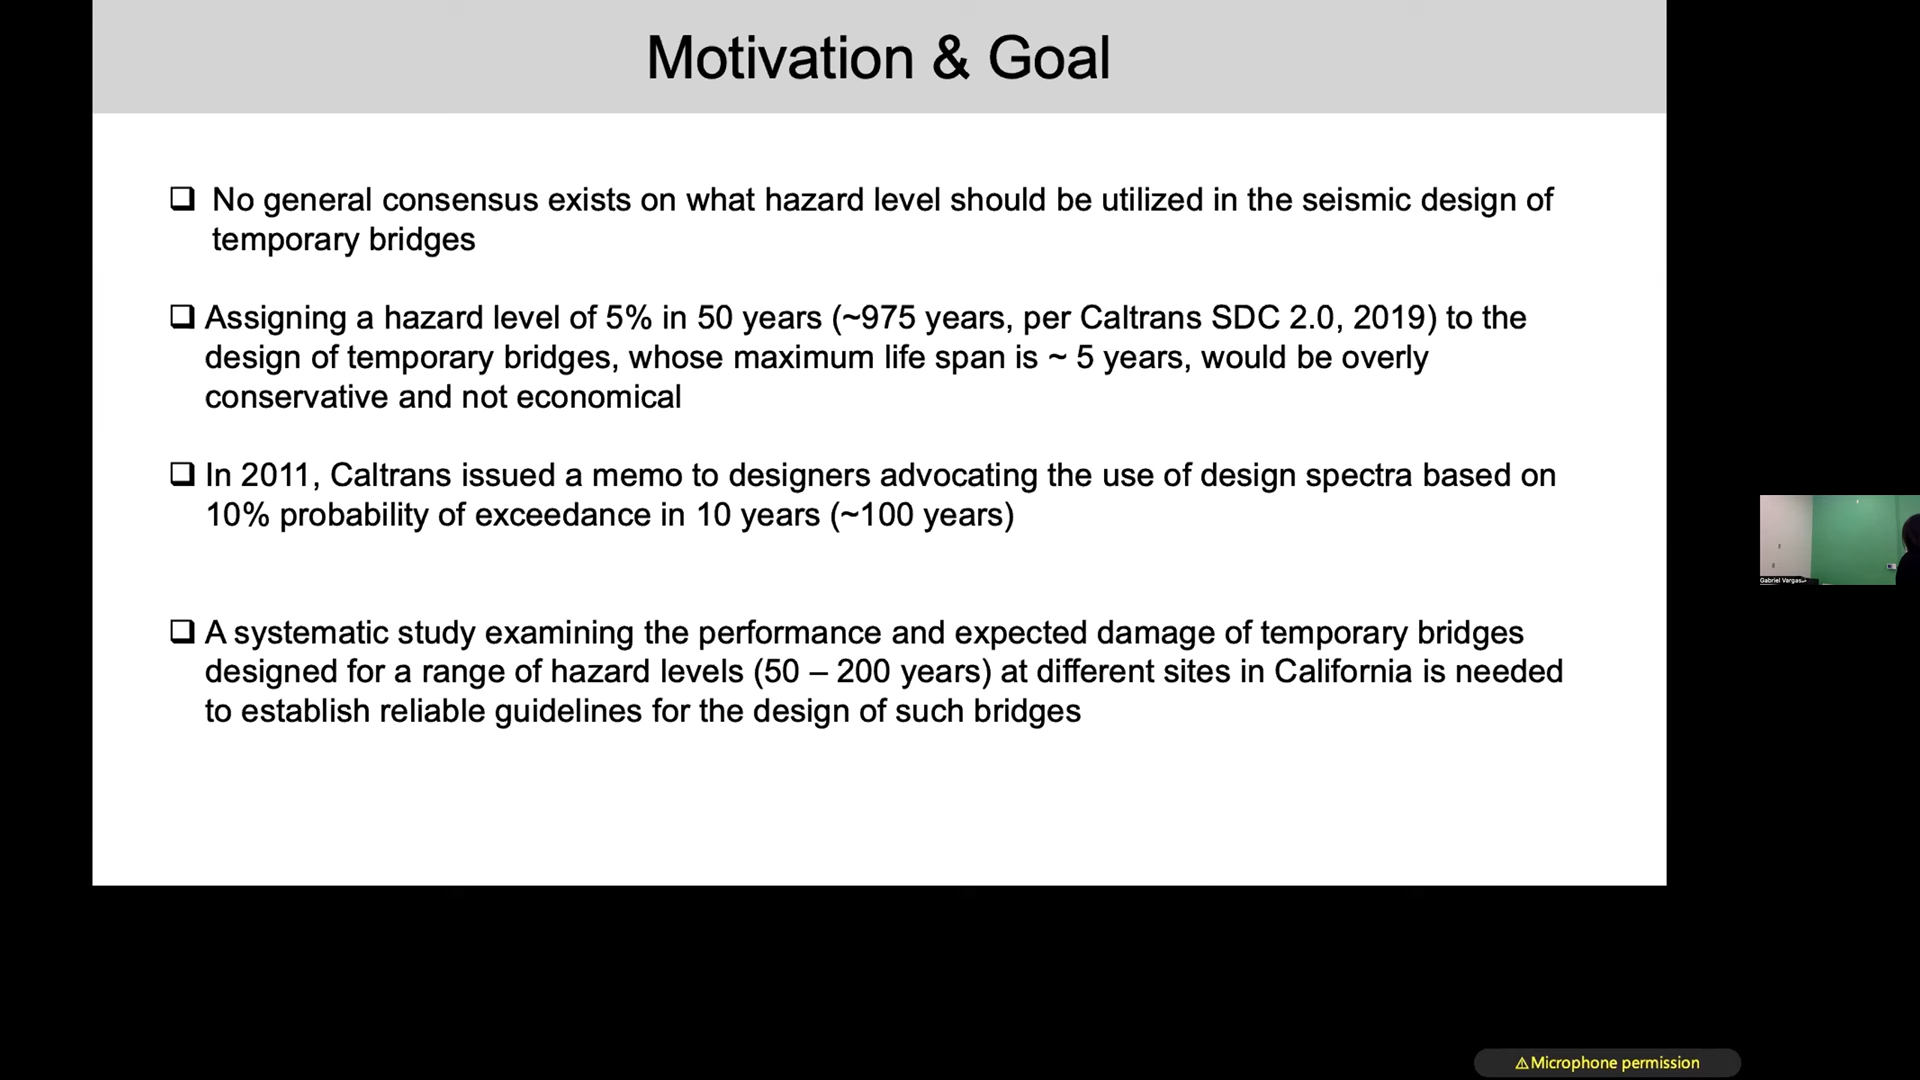 Motivation & Goal
No general consensus exists on what hazard level should be utilized in the seismic design of
temporary bridges
Assigning a hazard level of 5% in 50 years (~975 years, per Caltrans SDC 2.0, 2019) to the
design of temporary bridges, whose maximum life span is ~ 5 years, would be overly
conservative and not economical
In 2011, Caltrans issued a memo to designers advocating the use of design spectra based on
10% probability of exceedance in 10 years (~100 years)
Gabriel Vargas
A systematic study examining the performance and expected damage of temporary bridges
designed for a range of hazard levels (50 – 200 years) at different sites in California is needed
to establish reliable guidelines for the design of such bridges
⚠Microphone permission